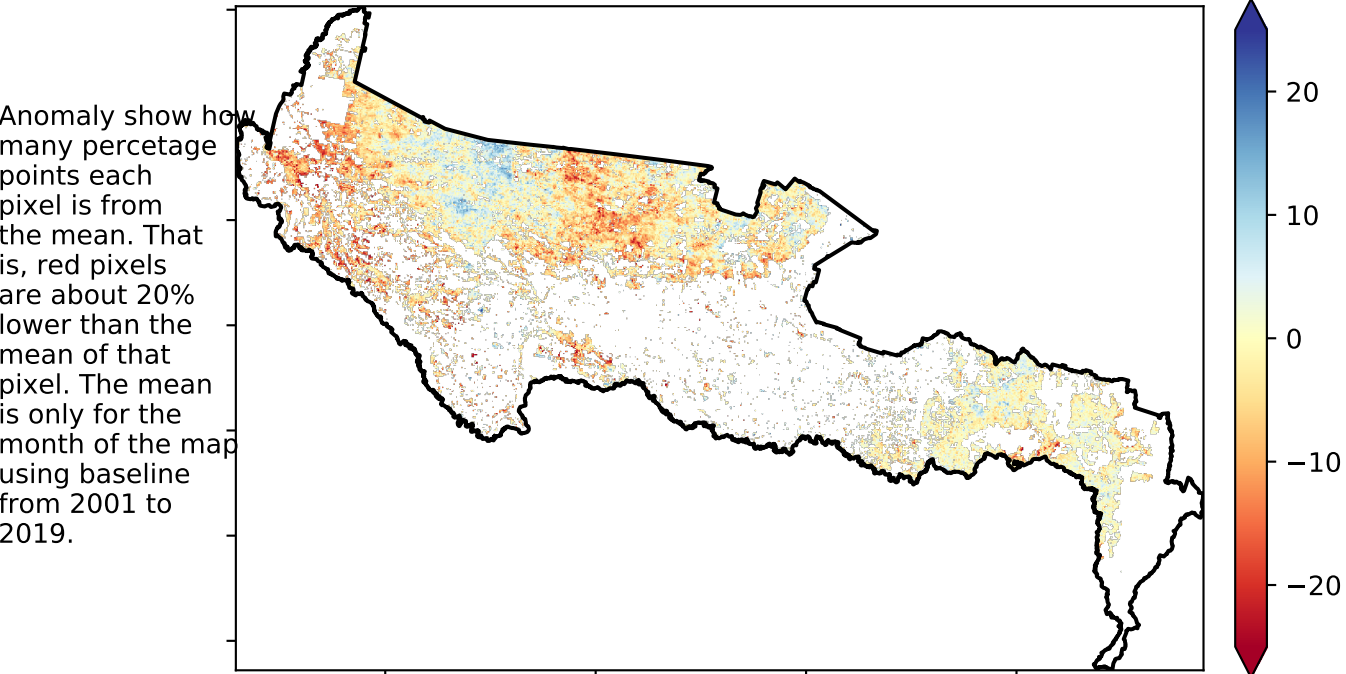 Anomaly show how
many percetage
points each
pixel is from
the mean. That
is, red pixels
are about 20%
lower than the
mean of that
pixel. The mean
is only for the
month of the map
using baseline
from 2001 to
2019.
20
10
0
−10
−20